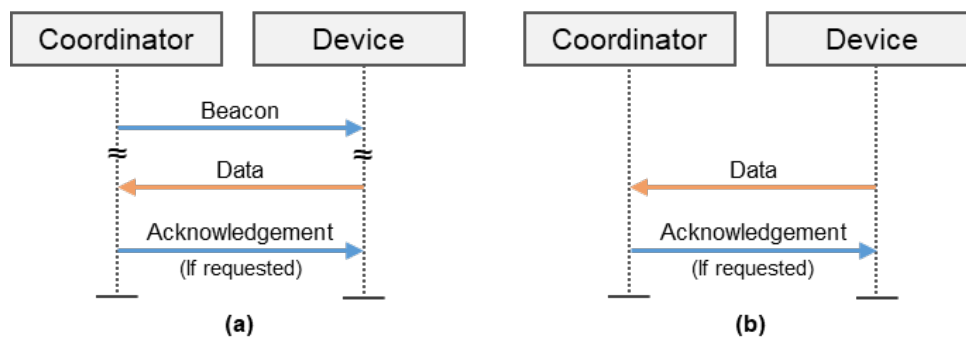 Coordinator
Device
Beacon
Data
Acknowledgement
(If requested)
(a)
Coordinator
Device
Data
Acknowledgement
(If requested)
(b)